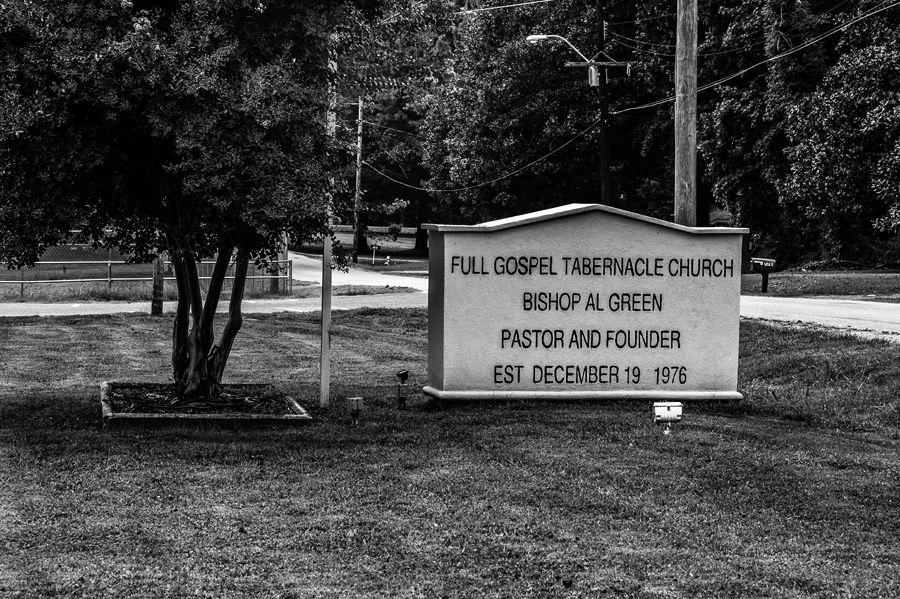 FULL GOSPEL TABERNACLE CHURCH
BISHOP AL GREEN
PASTOR AND FOUNDER
EST DECEMBER 19 1976